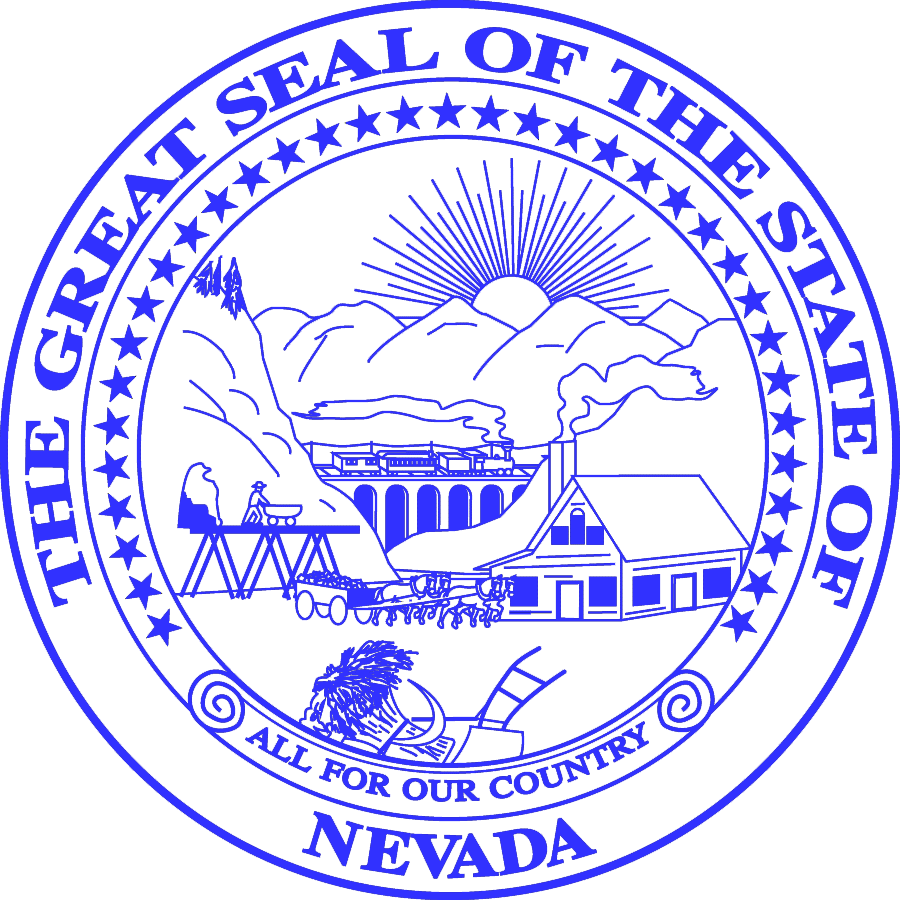 THE GREAT SEAL OF THE STATE OF
NEVADA
ALL FOR OUR COUNTRY